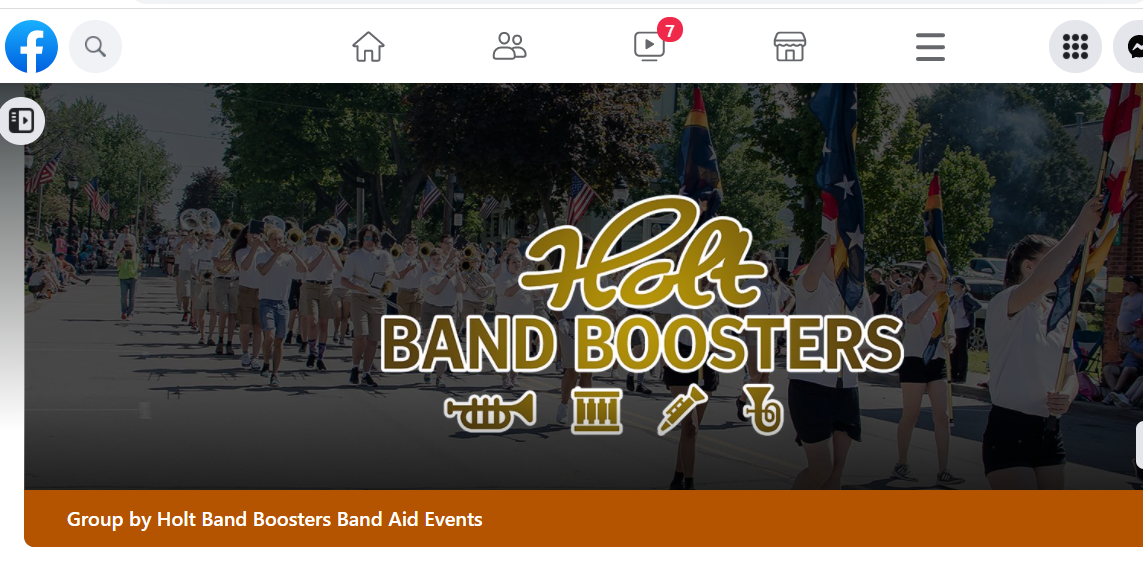 7
Holt
BAND BOOSTERS
Group by Holt Band Boosters Band Aid Events